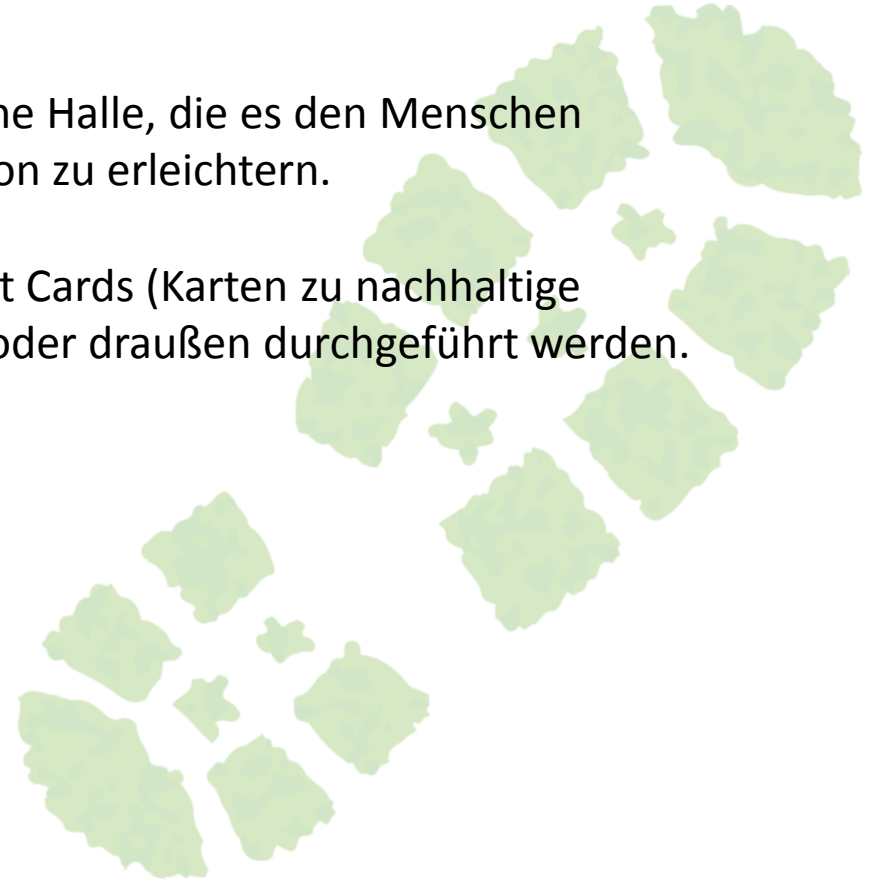 ne Halle, die es den Menschen
on zu erleichtern.
t Cards (Karten zu nachhaltige
oder draußen durchgeführt werden.